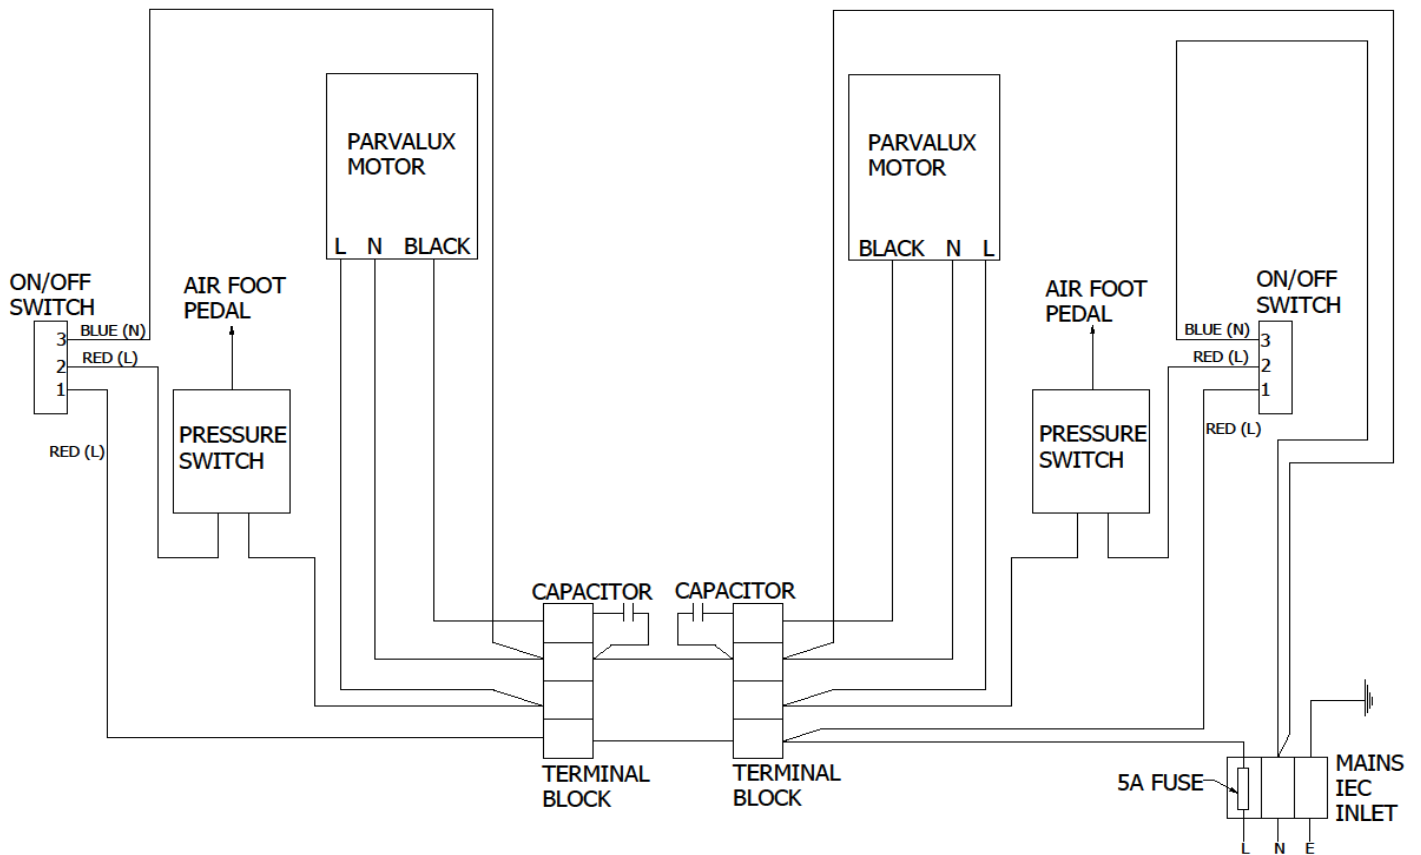 PARVALUX
MOTOR
L N BLACK
PARVALUX
MOTOR
BLACK N L
ON/OFF
SWITCH
3 BLUE (N)
2 RED (L)
1
RED (L)
AIR FOOT
PEDAL
PRESSURE
SWITCH
AIR FOOT
PEDAL
PRESSURE
SWITCH
ON/OFF
SWITCH
BLUE (N) 3
RED (L) 2
1
RED (L)
CAPACITOR
CAPACITOR
TERMINAL
BLOCK
TERMINAL
BLOCK
5A FUSE
MAINS
IEC
INLET
L N E